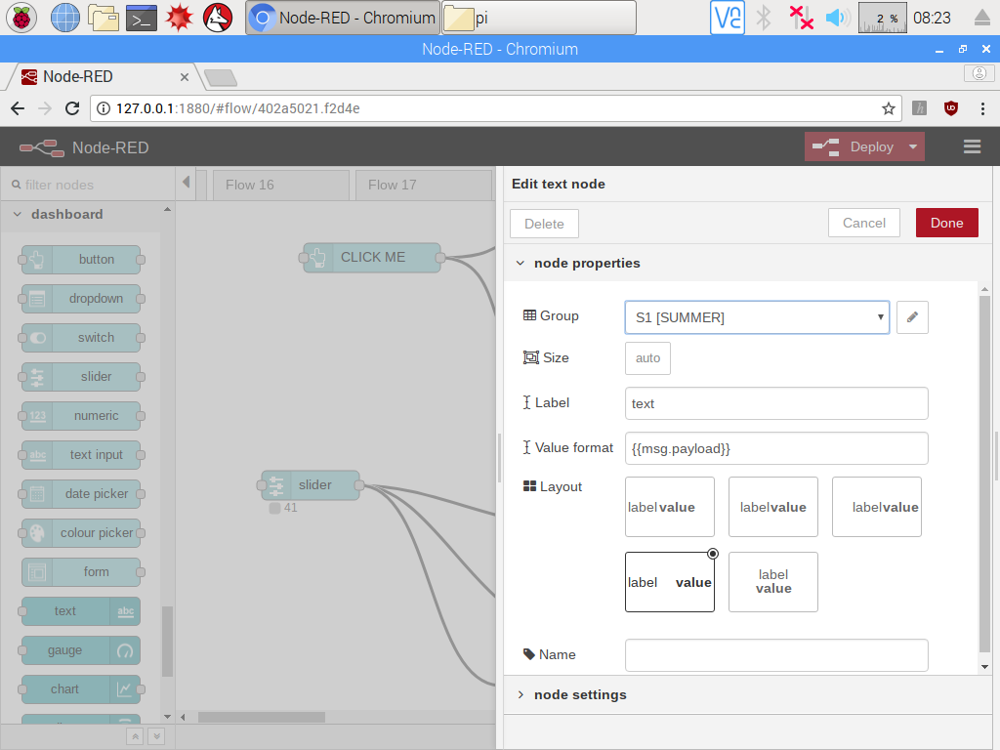 Node-RED - Chromium
pi
2 %
08:23
Node-RED - Chromium
Node-RED
127.0.0.1:1880/#flow/402a5021.f2d4e
Node-RED
Deploy
filter nodes
Flow 16
Flow 17
dashboard
button
dropdown
switch
slider
123
numeric
abc
text input
date picker
colour picker
form
text
abc
gauge
chart
CLICK ME
slider
41
Edit text node
Delete
Cancel
Done
node properties
Group
S1 [SUMMER]
Size
auto
Label
text
Value format
{{msg.payload}}
Layout
label value
label value
label value
label value
label
value
Name
node settings